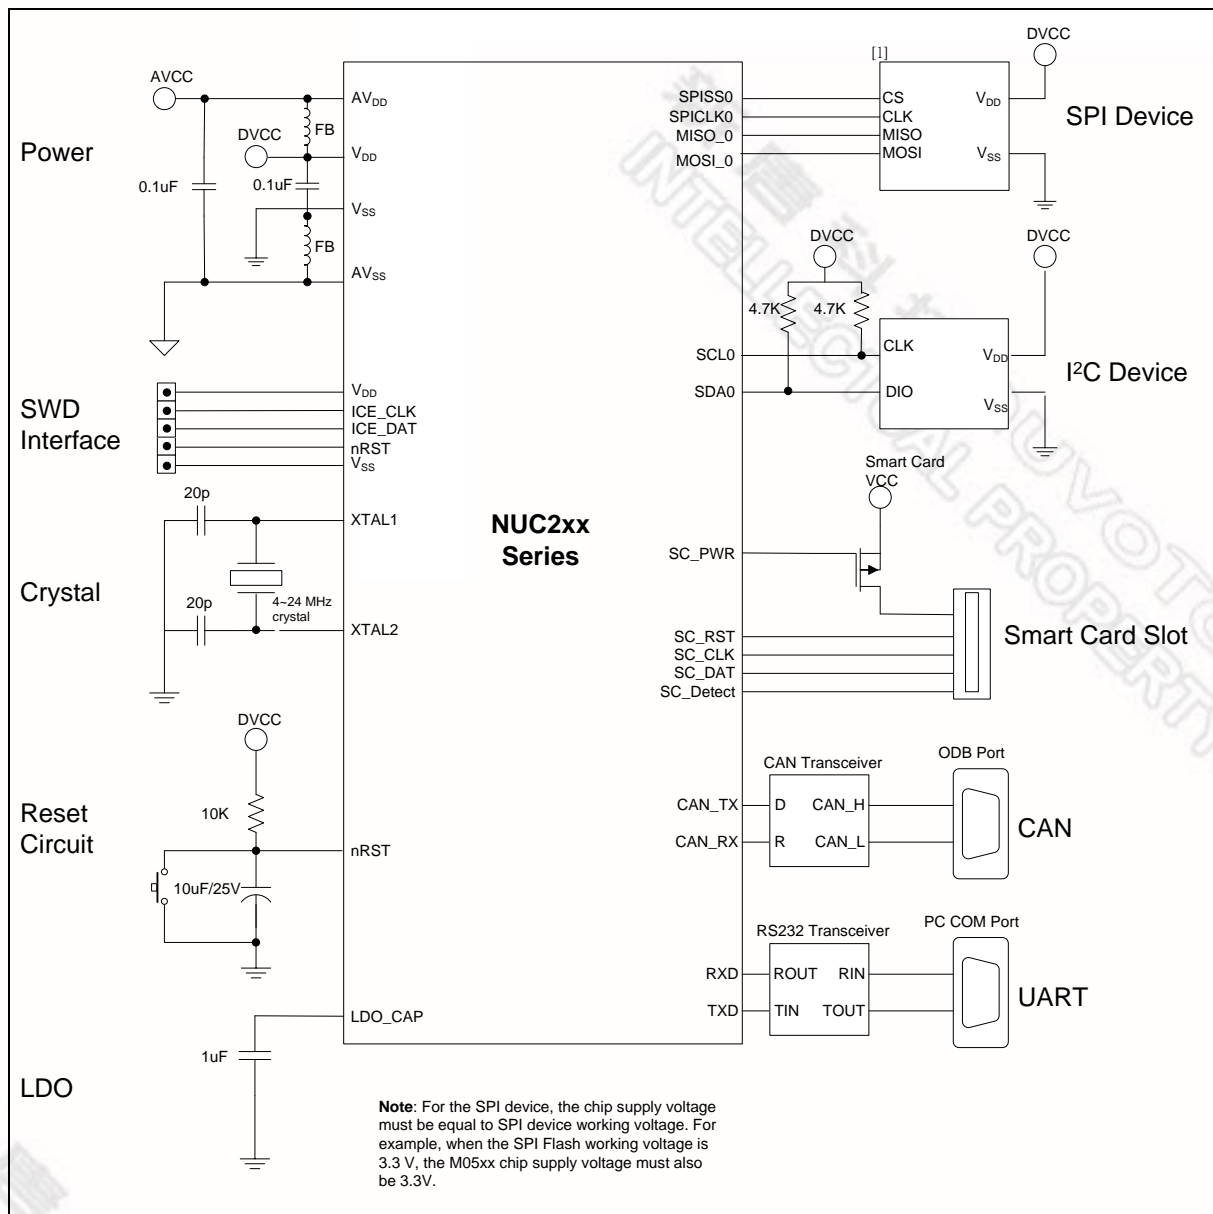 Power
AVCC
AVDD
FB
DVCC
VDD
0.1uF
0.1uF
VSS
FB
AVSS
SWD
Interface
VDD
ICE_CLK
ICE_DAT
nRST
VSS
Crystal
20p
XTAL1
20p
4~24 MHz
crystal
XTAL2
Reset
Circuit
DVCC
10K
nRST
10uF/25V
LDO
LDO_CAP
1uF
NUC2xx
Series
SPISS0
SPICLK0
MISO_0
MOSI_0
[1]
CS
CLK
MISO
MOSI
VDD
VSS
DVCC
SPI Device
DVCC
4.7K
4.7K
SCL0
SDA0
CLK
DIO
VDD
VSS
DVCC
I2C Device
Smart Card
VCC
SC_PWR
SC_RST
SC_CLK
SC_DAT
SC_Detect
Smart Card Slot
CAN Transceiver
CAN_TX
CAN_RX
D
R
CAN_H
CAN_L
ODB Port
CAN
RS232 Transceiver
RXD
TXD
ROUT
TIN
RIN
TOUT
PC COM Port
UART
Note: For the SPI device, the chip supply voltage
must be equal to SPI device working voltage. For
example, when the SPI Flash working voltage is
3.3 V, the M05xx chip supply voltage must also
be 3.3V.
INTELLECTUAL PROPERTY